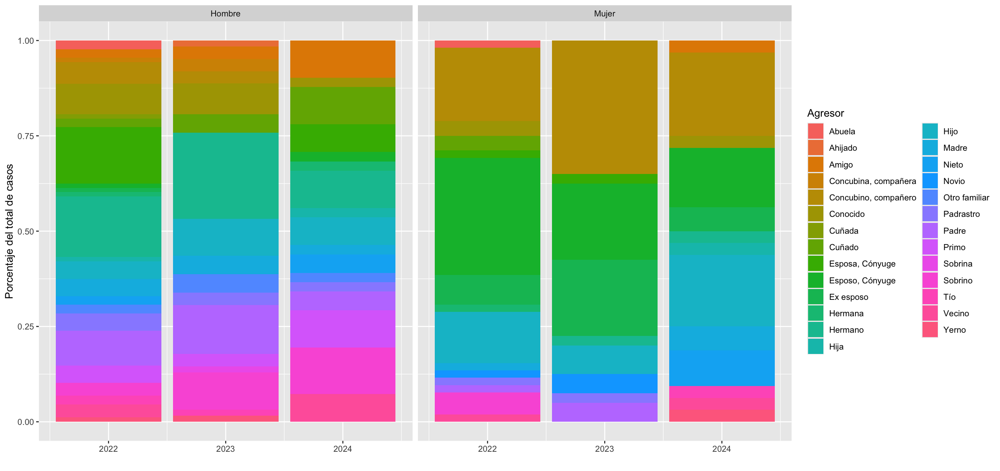 Hombre
Mujer
Porcentaje del total de casos
1.00
0.75
0.50
0.25
0.00
2022
2023
2024
2022
2023
2024
Agresor
Abuela
Ahijado
Amigo
Concubina, compañera
Concubino, compañero
Conocido
Cuñada
Cuñado
Esposa, Cónyuge
Esposo, Cónyuge
Ex esposo
Hermana
Hermano
Hija
Hijo
Madre
Nieto
Novio
Otro familiar
Padrastro
Padre
Primo
Sobrina
Sobrino
Tío
Vecino
Yerno